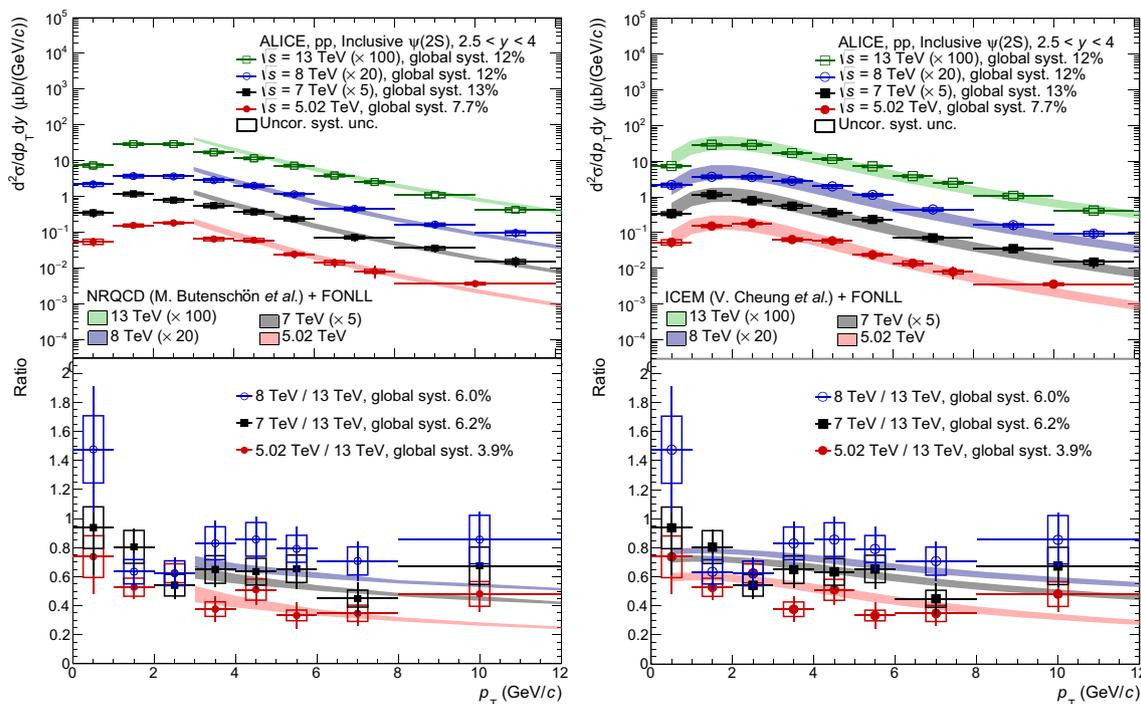 ALICE, pp, Inclusive ψ(2S), 2.5 < y < 4
√s = 13 TeV (× 100), global syst. 12%
√s = 8 TeV (× 20), global syst. 12%
√s = 7 TeV (× 5), global syst. 13%
√s = 5.02 TeV, global syst. 7.7%
Uncor. syst. unc.
d²σ/dp_T dy (μb/(GeV/c))
10⁵
10⁴
10³
10²
10
1
10⁻¹
10⁻²
10⁻³
10⁻⁴
NRQCD (M. Butenschön et al.) + FONLL
13 TeV (× 100)
7 TeV (× 5)
8 TeV (× 20)
5.02 TeV
Ratio
2
1.8
1.6
1.4
1.2
1
0.8
0.6
0.4
0.2
0
8 TeV / 13 TeV, global syst. 6.0%
7 TeV / 13 TeV, global syst. 6.2%
5.02 TeV / 13 TeV, global syst. 3.9%
0 2 4 6 8 10 12
p_T (GeV/c)
ALICE, pp, Inclusive ψ(2S), 2.5 < y < 4
√s = 13 TeV (× 100), global syst. 12%
√s = 8 TeV (× 20), global syst. 12%
√s = 7 TeV (× 5), global syst. 13%
√s = 5.02 TeV, global syst. 7.7%
Uncor. syst. unc.
d²σ/dp_T dy (μb/(GeV/c))
10⁵
10⁴
10³
10²
10
1
10⁻¹
10⁻²
10⁻³
10⁻⁴
ICEM (V. Cheung et al.) + FONLL
13 TeV (× 100)
7 TeV (× 5)
8 TeV (× 20)
5.02 TeV
Ratio
2
1.8
1.6
1.4
1.2
1
0.8
0.6
0.4
0.2
0
8 TeV / 13 TeV, global syst. 6.0%
7 TeV / 13 TeV, global syst. 6.2%
5.02 TeV / 13 TeV, global syst. 3.9%
0 2 4 6 8 10 12
p_T (GeV/c)